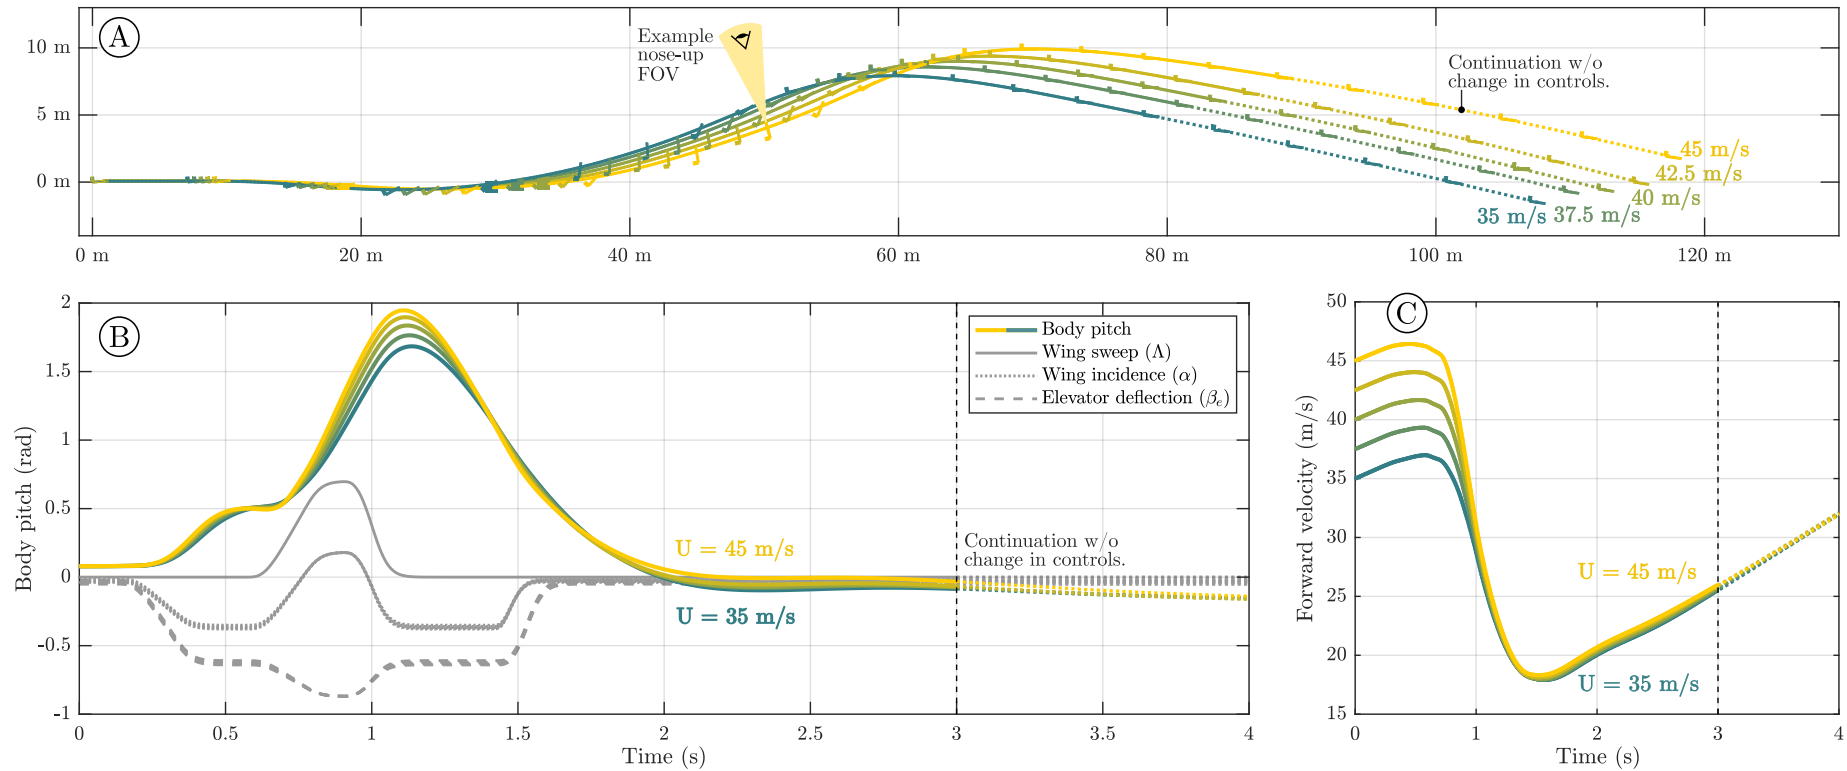 A
10 m
5 m
0 m
Example
nose-up
FOV
Continuation w/o
change in controls.
45 m/s
42.5 m/s
40 m/s
35 m/s
37.5 m/s
0 m
20 m
40 m
60 m
80 m
100 m
120 m
B
Body pitch (rad)
2
1.5
1
0.5
0
-0.5
-1
Body pitch
Wing sweep (Λ)
Wing incidence (α)
Elevator deflection (βₑ)
U = 45 m/s
U = 35 m/s
Continuation w/o
change in controls.
0
0.5
1
1.5
2
2.5
3
3.5
4
Time (s)
C
Forward velocity (m/s)
50
45
40
35
30
25
20
15
U = 45 m/s
U = 35 m/s
0
1
2
3
4
Time (s)